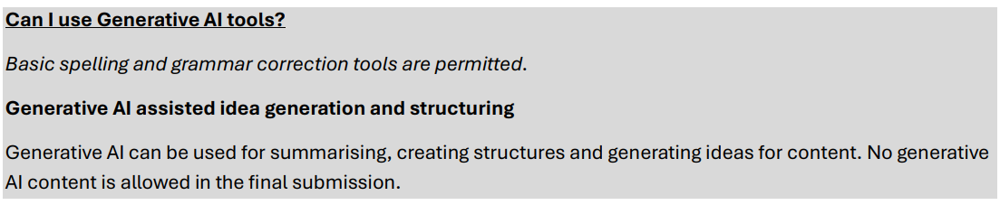 Can I use Generative AI tools?
Basic spelling and grammar correction tools are permitted.
Generative AI assisted idea generation and structuring
Generative AI can be used for summarising, creating structures and generating ideas for content. No generative
AI content is allowed in the final submission.